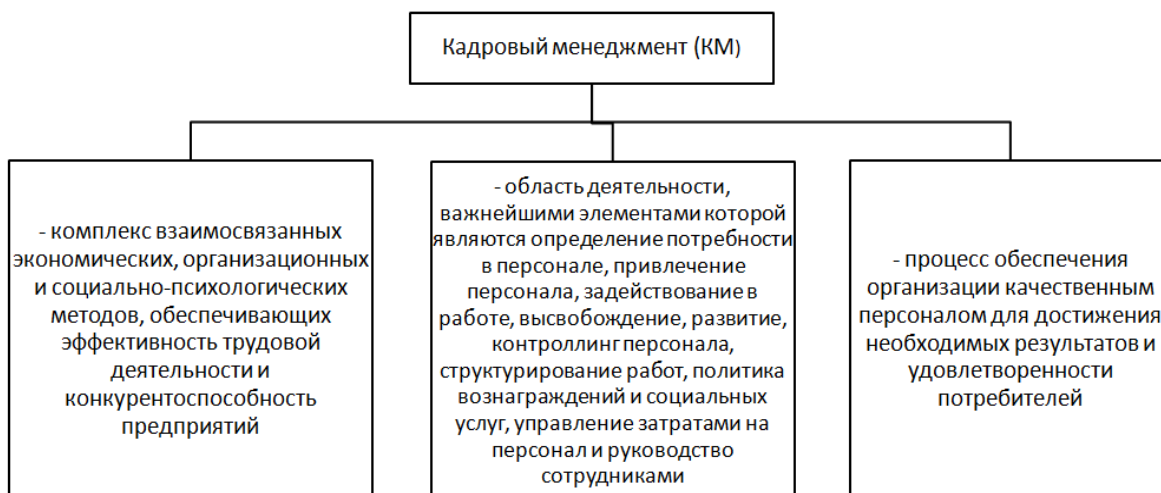 Кадровый менеджмент (КМ)
- комплекс взаимосвязанных
экономических, организационных
и социально-психологических
методов, обеспечивающих
эффективность трудовой
деятельности и
конкурентоспособность
предприятий
- область деятельности,
важнейшими элементами которой
являются определение потребности
в персонале, привлечение
персонала, задействование в
работе, высвобождение, развитие,
контроллинг персонала,
структурирование работ, политика
вознаграждений и социальных
услуг, управление затратами на
персонал и руководство
сотрудниками
- процесс обеспечения
организации качественным
персоналом для достижения
необходимых результатов и
удовлетворенности
потребителей